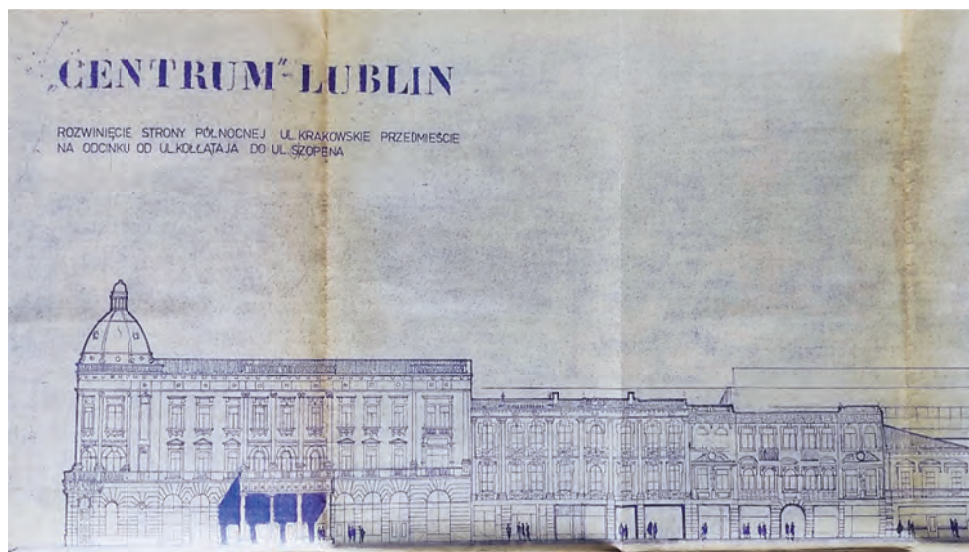 „CENTRUM"-LUBLIN
ROZWINIĘCIE STRONY PÓŁNOCNEJ UL. KRAKOWSKIE PRZEDMIEŚCIE
NA ODCINKU OD UL.KOŁŁĄTAJA DO UL. SZOPENA